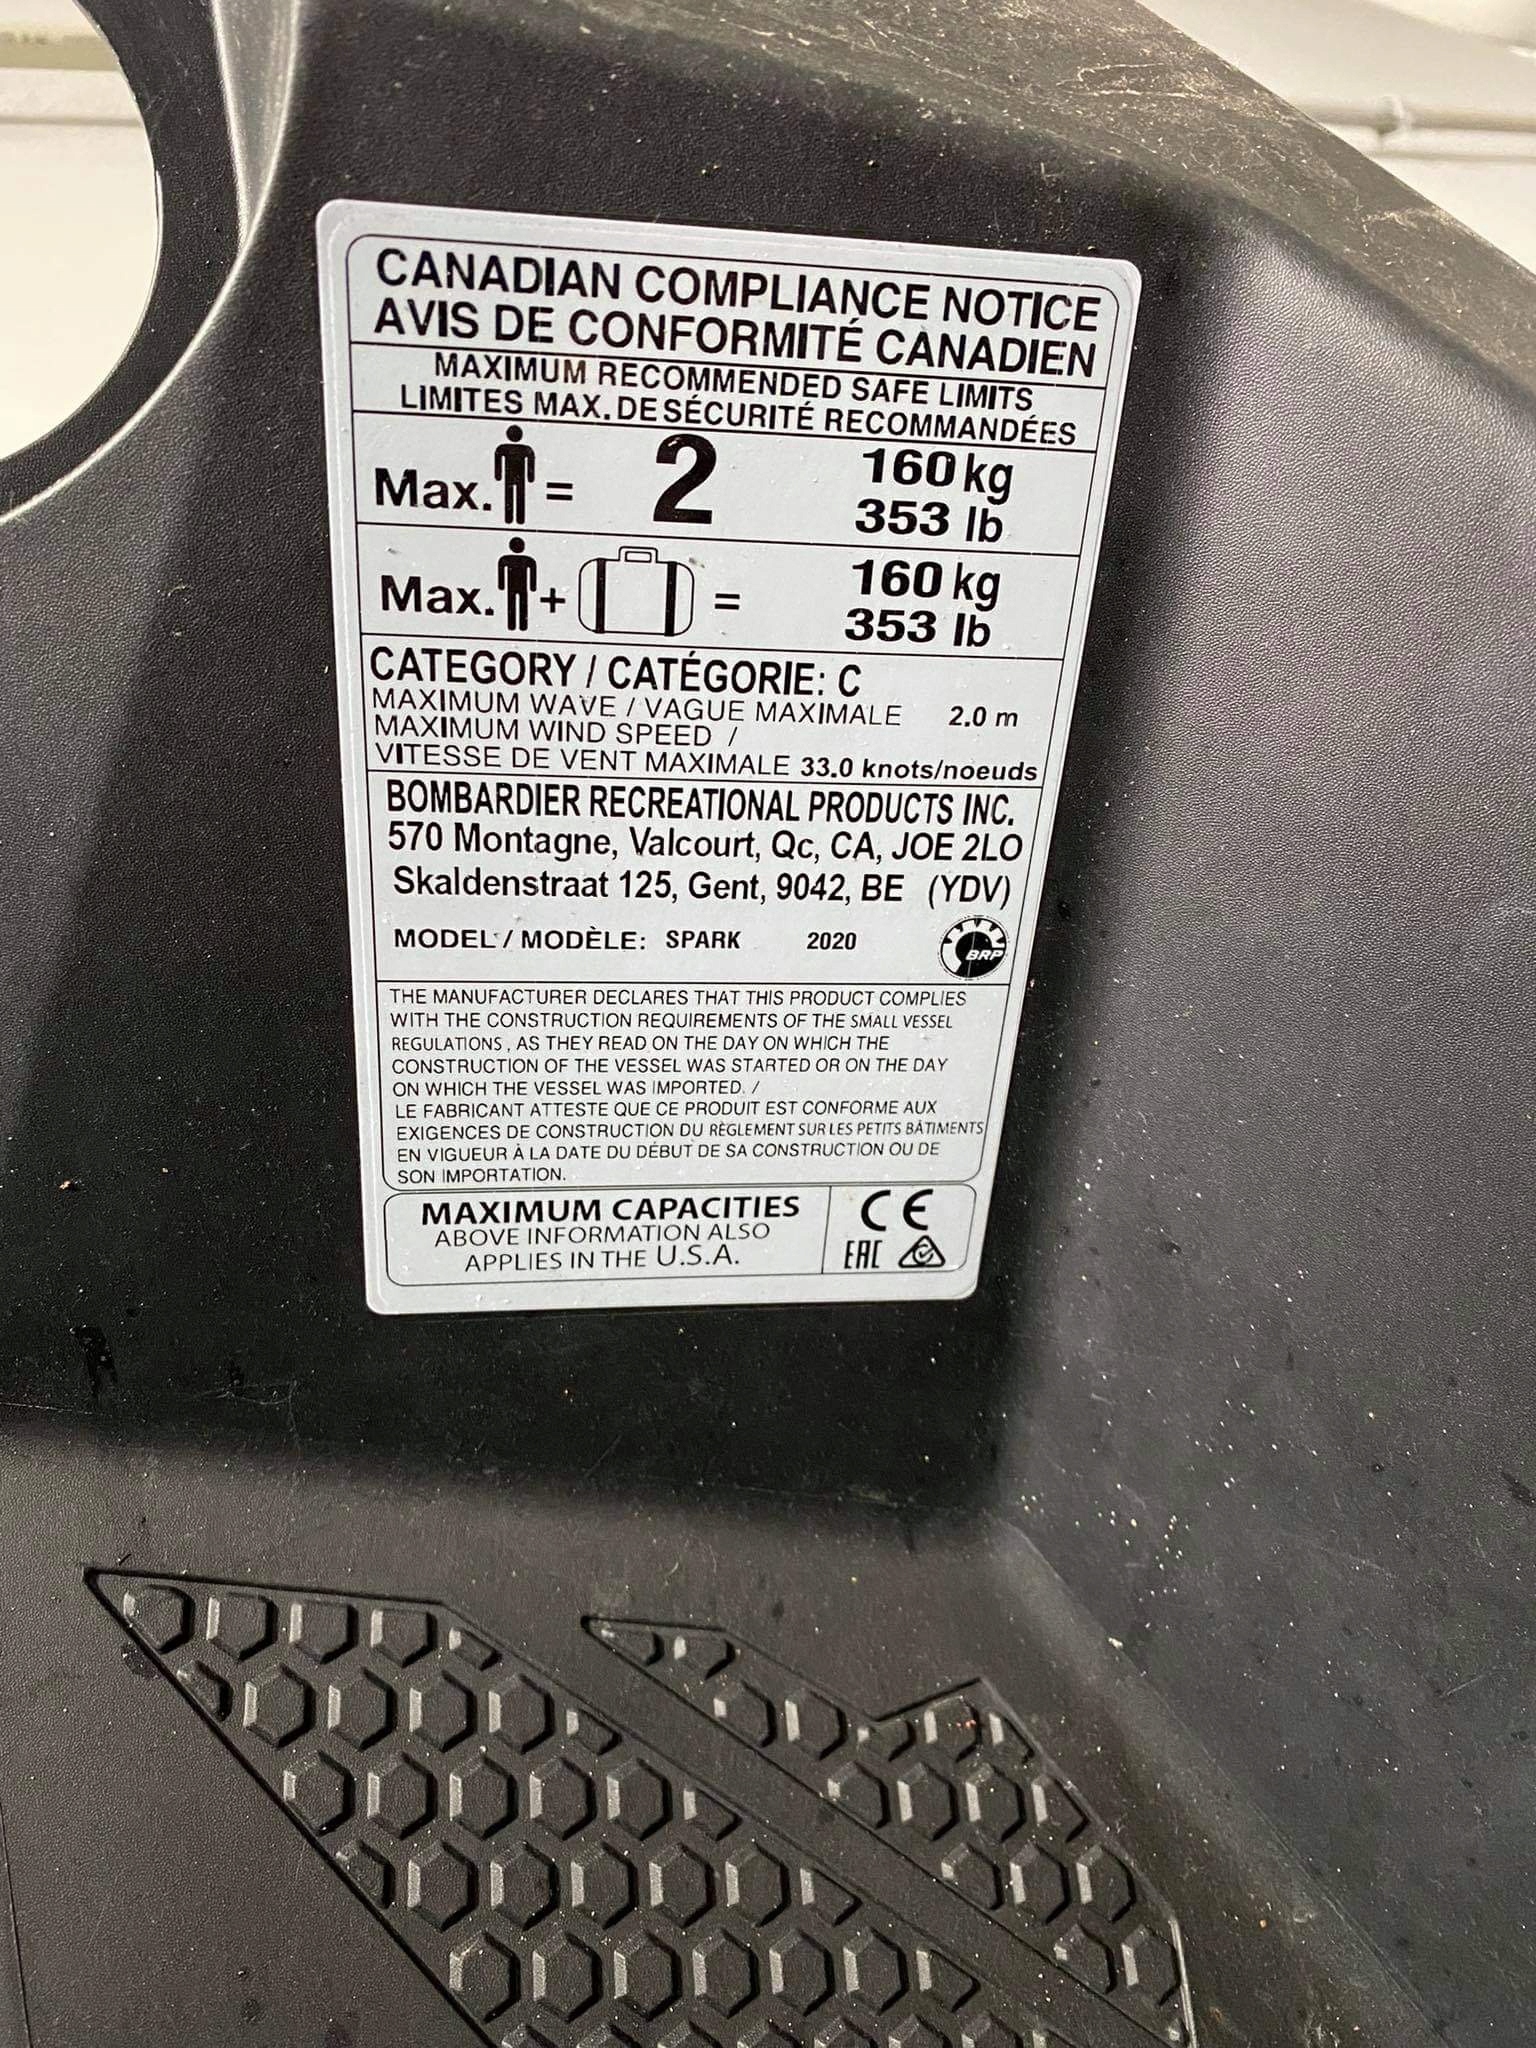 CANADIAN COMPLIANCE NOTICE
AVIS DE CONFORMITÉ CANADIEN
MAXIMUM RECOMMENDED SAFE LIMITS
LIMITES MAX. DE SÉCURITÉ RECOMMANDÉES
Max. = 2 160 kg
353 lb
Max. + = 160 kg
353 lb
CATEGORY / CATÉGORIE: C
MAXIMUM WAVE / VAGUE MAXIMALE 2.0 m
MAXIMUM WIND SPEED /
VITESSE DE VENT MAXIMALE 33.0 knots/noeuds
BOMBARDIER RECREATIONAL PRODUCTS INC.
570 Montagne, Valcourt, Qc, CA, JOE 2LO
Skaldenstraat 125, Gent, 9042, BE (YDV)
MODEL / MODÈLE: SPARK 2020
BRP
THE MANUFACTURER DECLARES THAT THIS PRODUCT COMPLIES
WITH THE CONSTRUCTION REQUIREMENTS OF THE SMALL VESSEL
REGULATIONS , AS THEY READ ON THE DAY ON WHICH THE
CONSTRUCTION OF THE VESSEL WAS STARTED OR ON THE DAY
ON WHICH THE VESSEL WAS IMPORTED. /
LE FABRICANT ATTESTE QUE CE PRODUIT EST CONFORME AUX
EXIGENCES DE CONSTRUCTION DU RÈGLEMENT SUR LES PETITS BÂTIMENTS
EN VIGUEUR À LA DATE DU DÉBUT DE SA CONSTRUCTION OU DE
SON IMPORTATION.
MAXIMUM CAPACITIES
ABOVE INFORMATION ALSO
APPLIES IN THE U.S.A.
CE
EAC